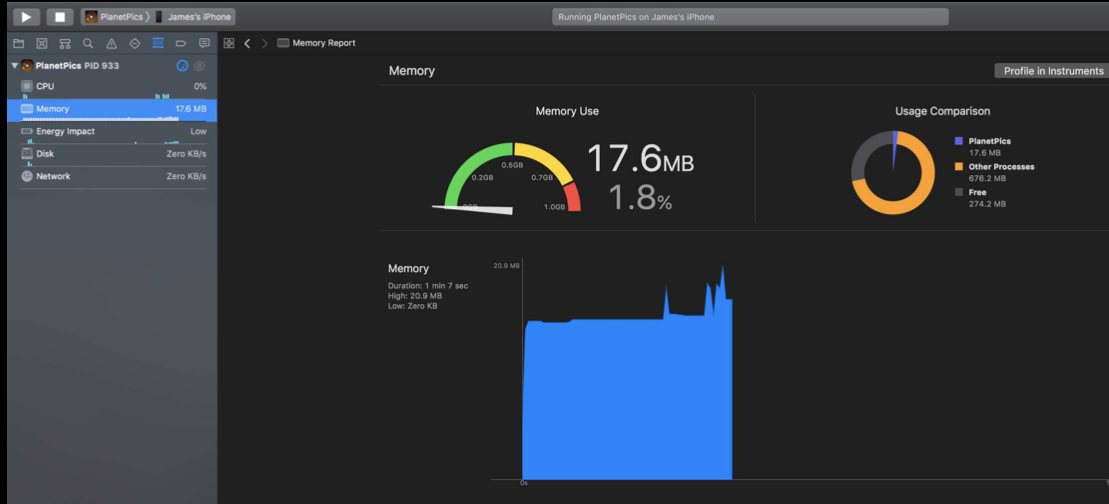 PlanetPics 〉 James's iPhone
Running PlanetPics on James's iPhone
Memory Report
PlanetPics PID 933
CPU 0%
Memory 17.6 MB
Energy Impact Low
Disk Zero KB/s
Network Zero KB/s
Memory
Profile in Instruments
Memory Use
0GB
0.2GB
0.5GB
0.7GB
1.0GB
17.6MB
1.8%
Usage Comparison
PlanetPics
17.6 MB
Other Processes
676.2 MB
Free
274.2 MB
Memory
Duration: 1 min 7 sec
High: 20.9 MB
Low: Zero KB
20.9 MB
0s